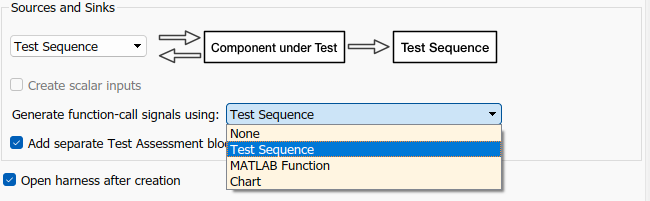 Sources and Sinks
Test Sequence
Component under Test
Test Sequence
Create scalar inputs
Generate function-call signals using: Test Sequence
None
Add separate Test Assessment bloc
Test Sequence
MATLAB Function
Chart
Open harness after creation